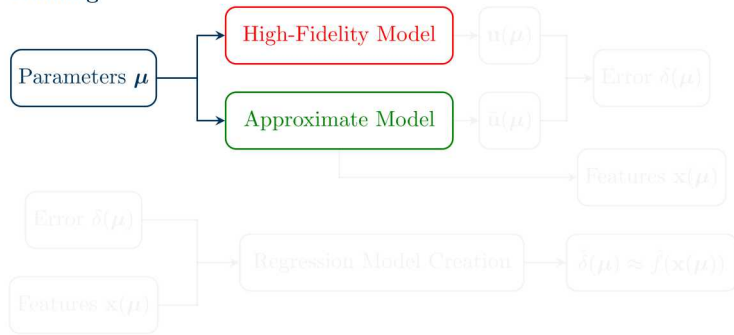 High-Fidelity Model
u(μ)
Parameters μ
Error δ(μ)
Approximate Model
ũ(μ)
Features x(μ)
Error δ(μ)
Regression Model Creation
δ̂(μ) ≈ f(x(μ))
Features x(μ)